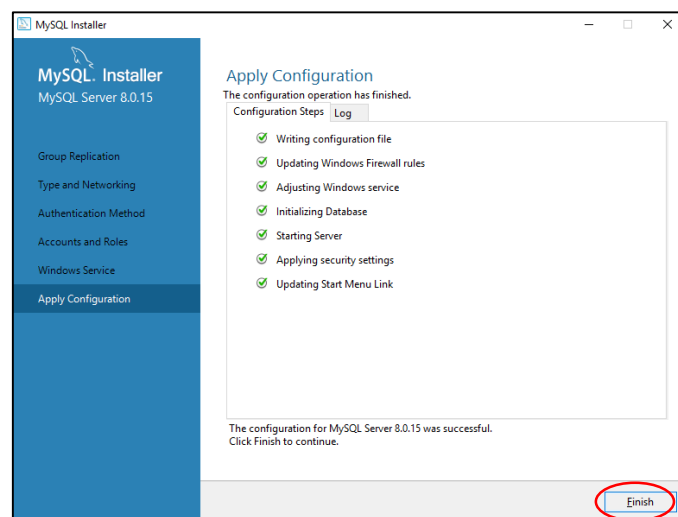 MySQL Installer
MySQL. Installer
MySQL Server 8.0.15
Group Replication
Type and Networking
Authentication Method
Accounts and Roles
Windows Service
Apply Configuration
Apply Configuration
The configuration operation has finished.
Configuration Steps Log
Writing configuration file
Updating Windows Firewall rules
Adjusting Windows service
Initializing Database
Starting Server
Applying security settings
Updating Start Menu Link
The configuration for MySQL Server 8.0.15 was successful.
Click Finish to continue.
Finish